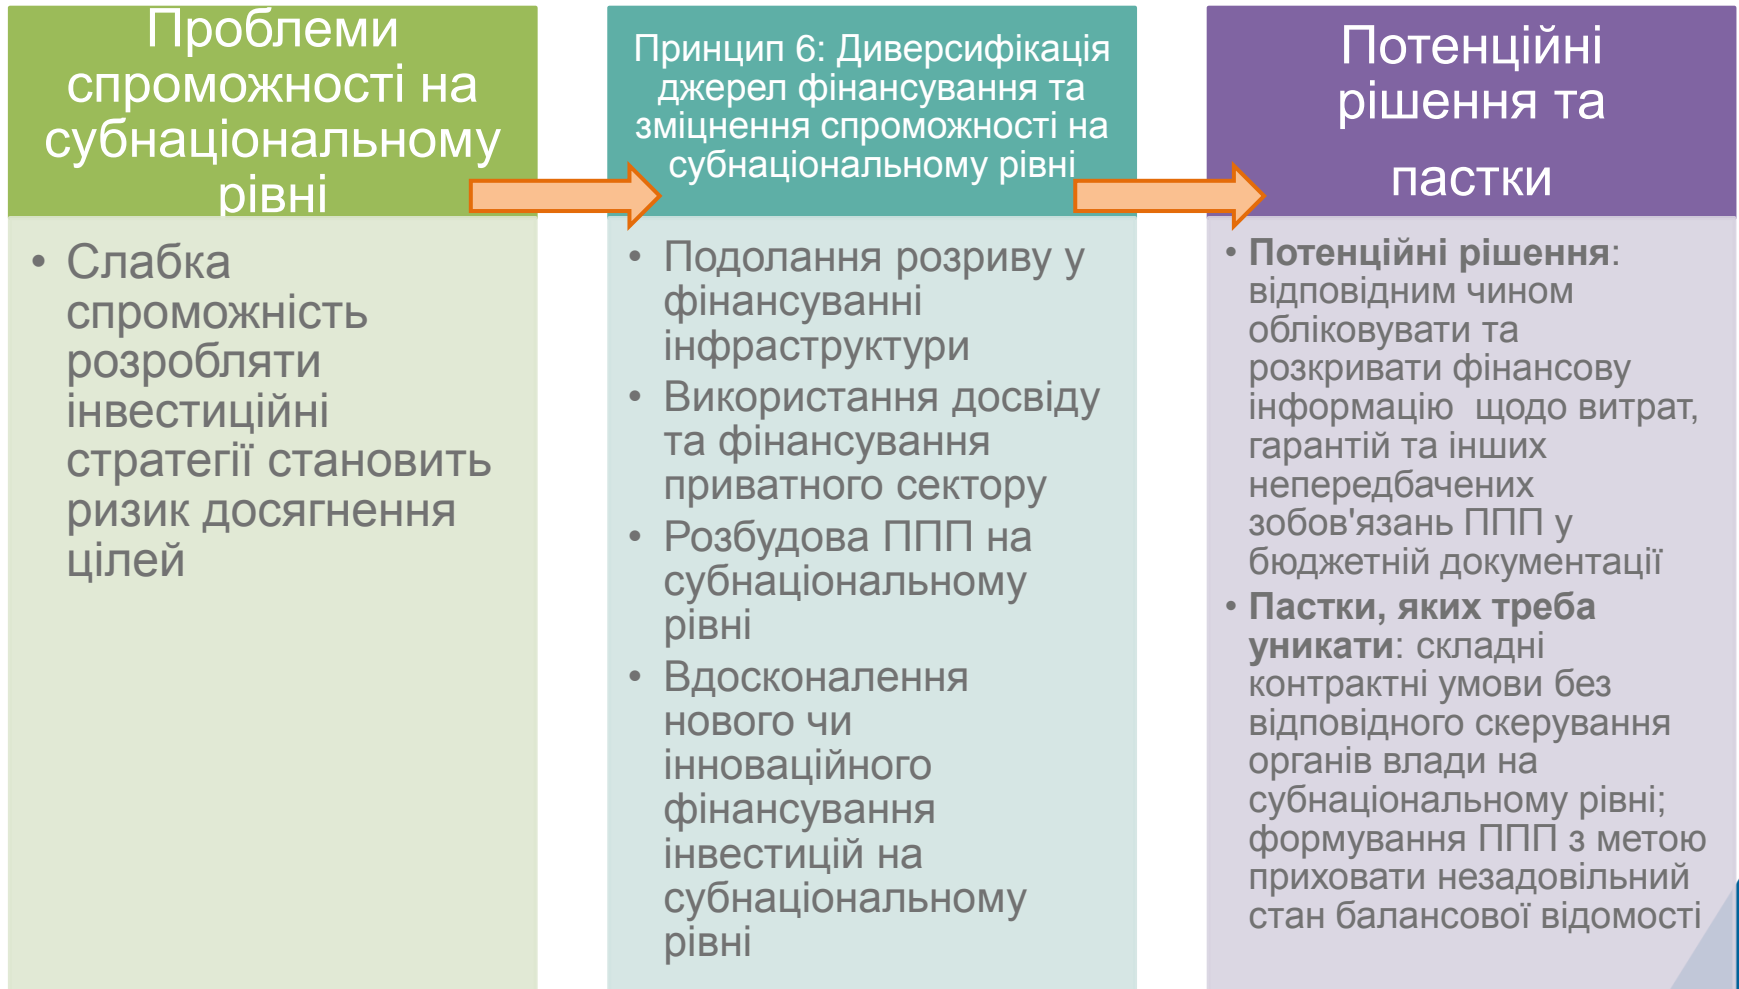 Проблеми
спроможності на
субнаціональному
рівні
• Слабка
спроможність
розробляти
інвестиційні
стратегії становить
ризик досягнення
цілей
Принцип 6: Диверсифікація
джерел фінансування та
зміцнення спроможності на
субнаціональному рівні
• Подолання розриву у
фінансуванні
інфраструктури
• Використання досвіду
та фінансування
приватного сектору
• Розбудова ППП на
субнаціональному
рівні
• Вдосконалення
нового чи
інноваційного
фінансування
інвестицій на
субнаціональному
рівні
Потенційні
рішення та
пастки
• Потенційні рішення:
відповідним чином
обліковувати та
розкривати фінансову
інформацію  щодо витрат,
гарантій та інших
непередбачених
зобов'язань ППП у
бюджетній документації
• Пастки, яких треба
уникати: складні
контрактні умови без
відповідного скерування
органів влади на
субнаціональному рівні;
формування ППП з метою
приховати незадовільний
стан балансової відомості